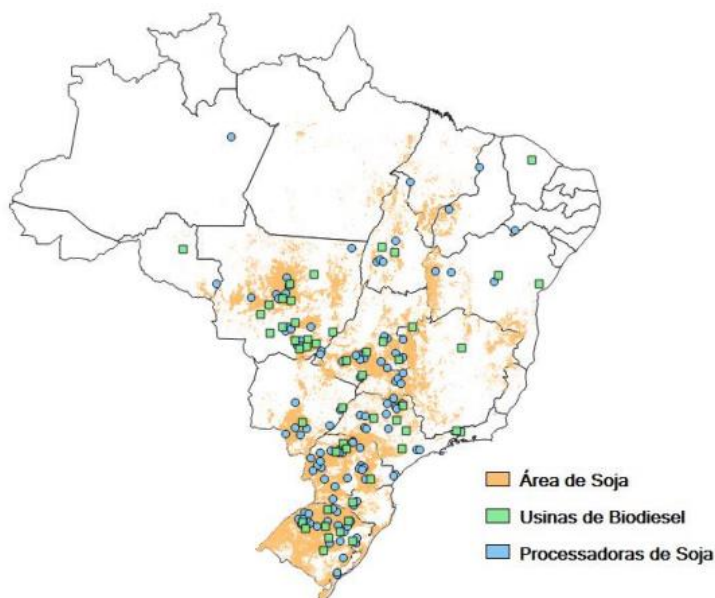 Área de Soja
Usinas de Biodiesel
Processadoras de Soja